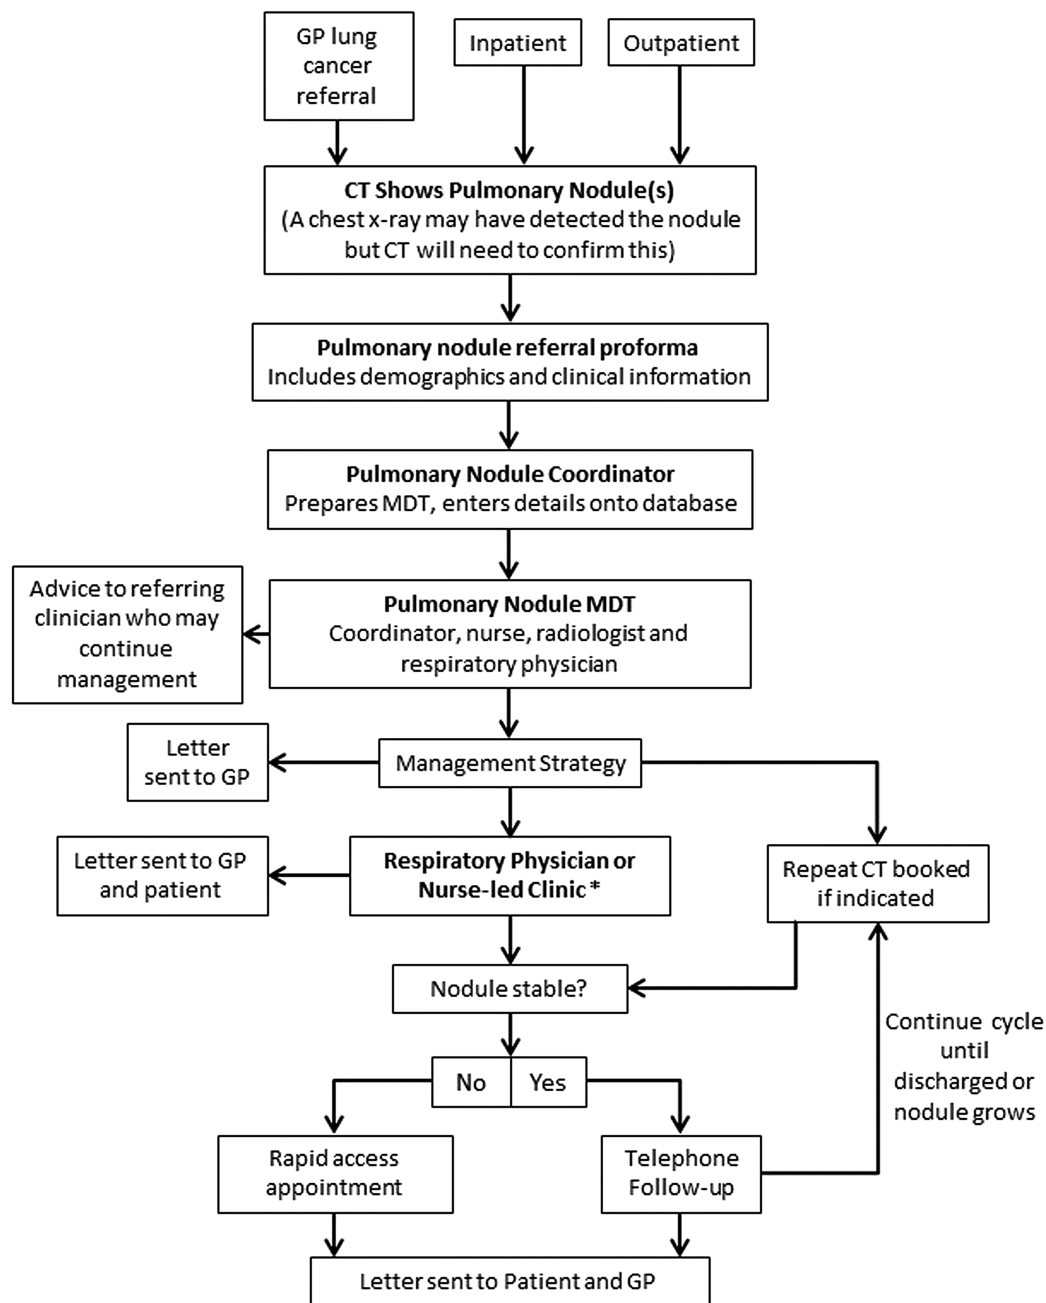 GP lung
cancer
referral
Inpatient
Outpatient
CT Shows Pulmonary Nodule(s)
(A chest x-ray may have detected the nodule
but CT will need to confirm this)
Pulmonary nodule referral proforma
Includes demographics and clinical information
Pulmonary Nodule Coordinator
Prepares MDT, enters details onto database
Advice to referring
clinician who may
continue
management
Pulmonary Nodule MDT
Coordinator, nurse, radiologist and
respiratory physician
Letter
sent to GP
Management Strategy
Letter sent to GP
and patient
Respiratory Physician or
Nurse-led Clinic *
Repeat CT booked
if indicated
Nodule stable?
Continue cycle
until
discharged or
nodule grows
No
Yes
Rapid access
appointment
Telephone
Follow-up
Letter sent to Patient and GP